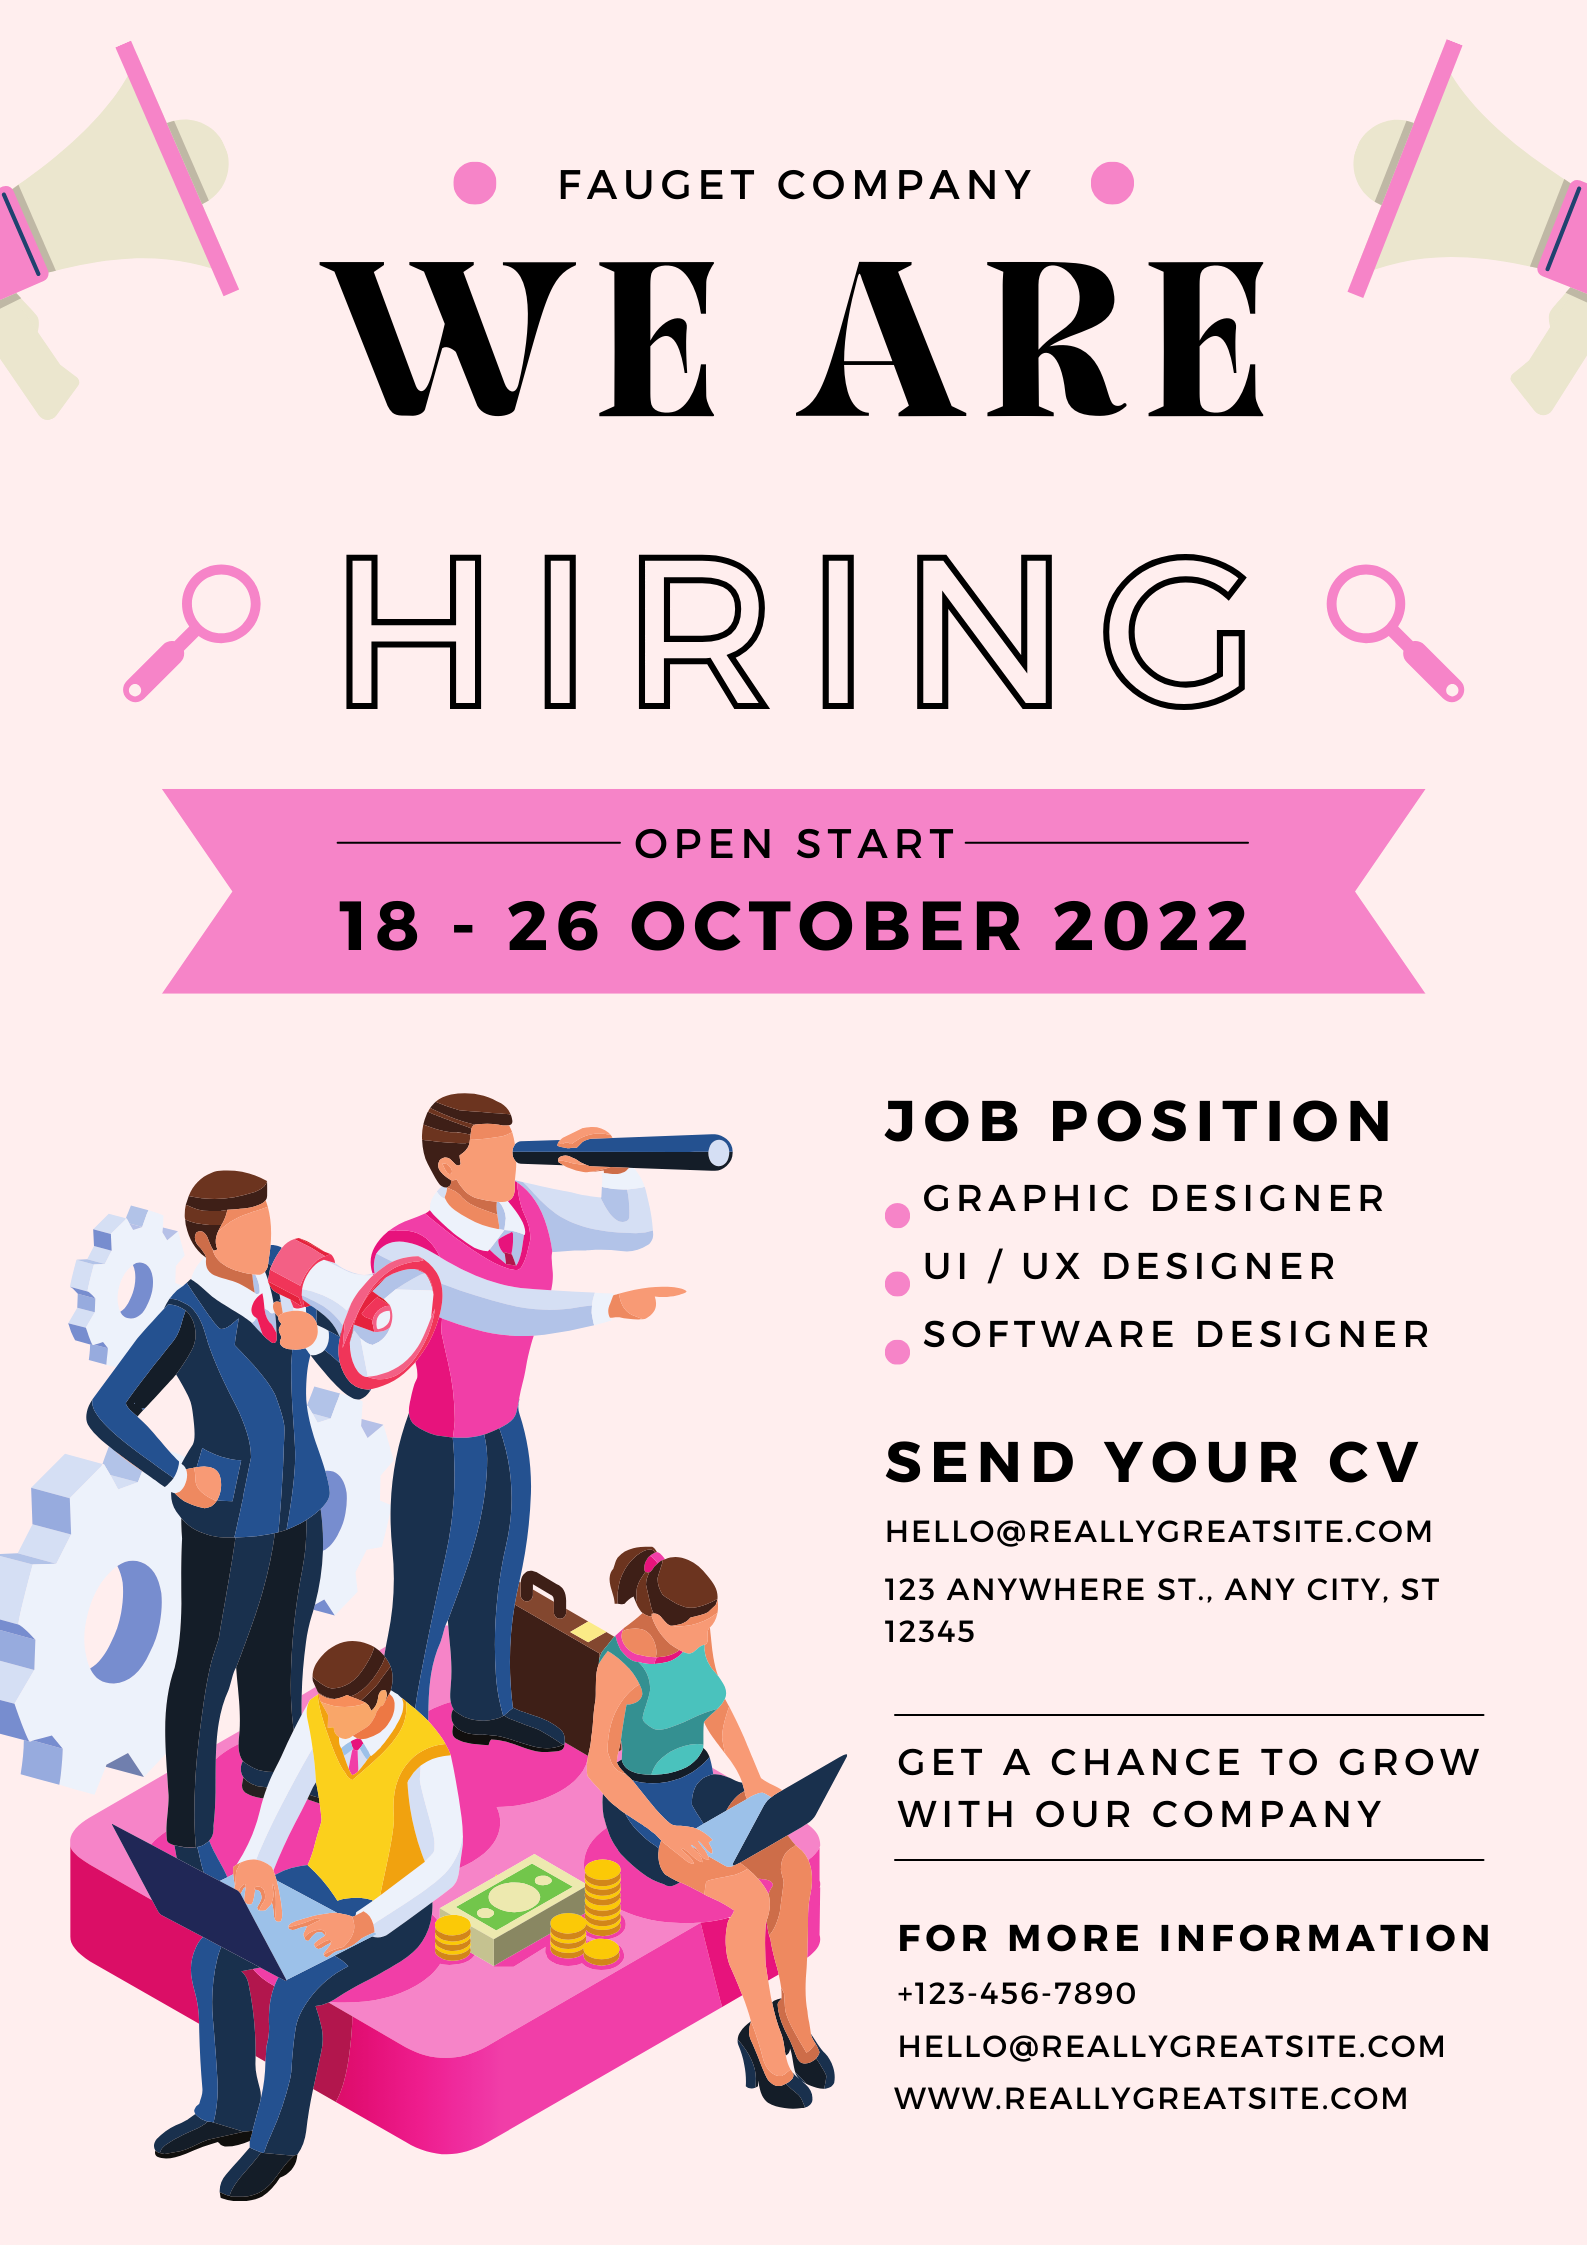 FAUGET COMPANY
WE ARE
HIRING
OPEN START
18 - 26 OCTOBER 2022
JOB POSITION
GRAPHIC DESIGNER
UI / UX DESIGNER
SOFTWARE DESIGNER
SEND YOUR CV
HELLO@REALLYGREATSITE.COM
123 ANYWHERE ST., ANY CITY, ST
12345
GET A CHANCE TO GROW
WITH OUR COMPANY
FOR MORE INFORMATION
+123-456-7890
HELLO@REALLYGREATSITE.COM
WWW.REALLYGREATSITE.COM